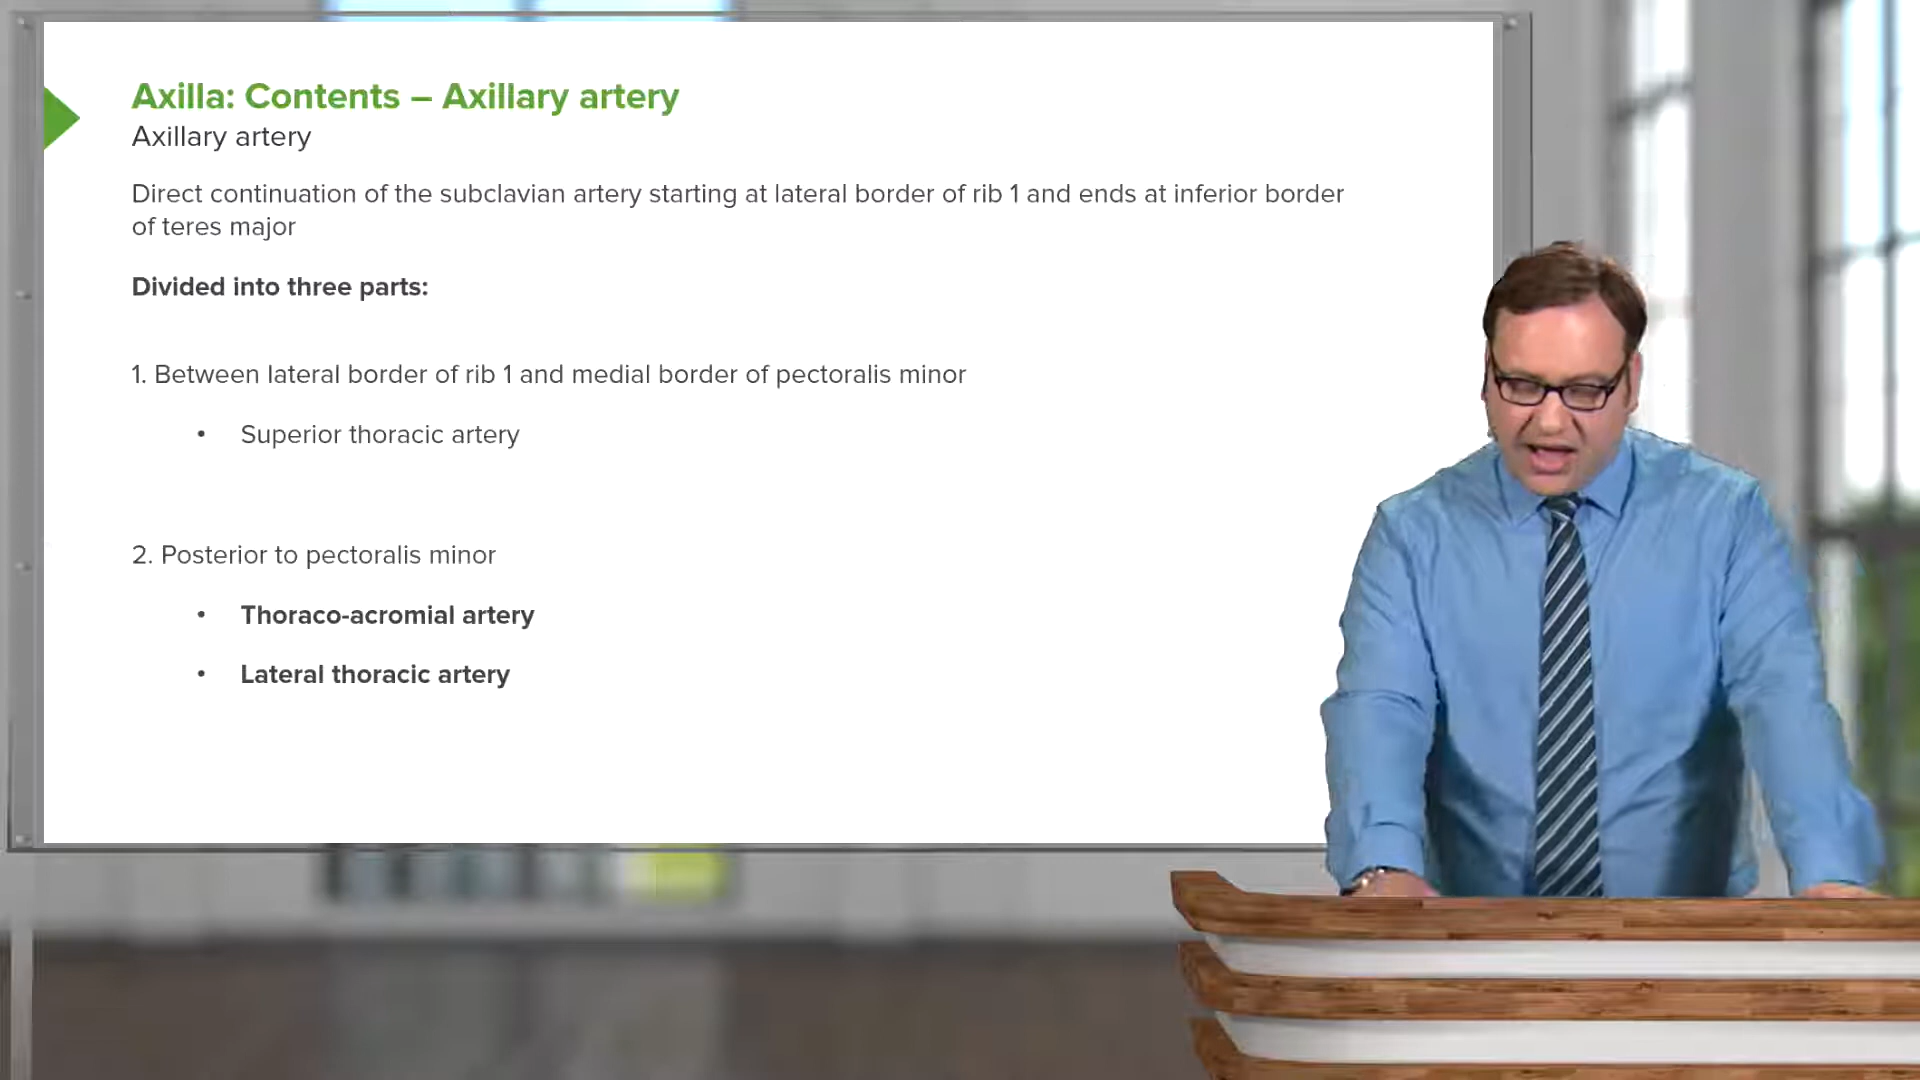 Axilla: Contents – Axillary artery
Axillary artery
Direct continuation of the subclavian artery starting at lateral border of rib 1 and ends at inferior border
of teres major
Divided into three parts:
1. Between lateral border of rib 1 and medial border of pectoralis minor
• Superior thoracic artery
2. Posterior to pectoralis minor
• Thoraco-acromial artery
• Lateral thoracic artery